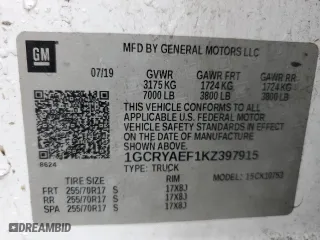 GM
MFD BY GENERAL MOTORS LLC
07/19 GVWR GAWR FRT GAWR RR
3175 KG 1724 KG 1724 KG
7000 LB 3800 LB 3800 LB
THIS VEHICLE CONFORMS TO ALL
APPLICABLE U.S. FEDERAL MOTOR
VEHICLE SAFETY STANDARDS IN
EFFECT ON THE DATE OF
MANUFACTURE SHOWN ABOVE.
1GCRYAEF1KZ397915
8624 TYPE: TRUCK
TIRE SIZE RIM MODEL:
FRT 255/70R17 S 17X8J
RR 255/70R17 S 17X8J
SPA 255/70R17 S 17X8J